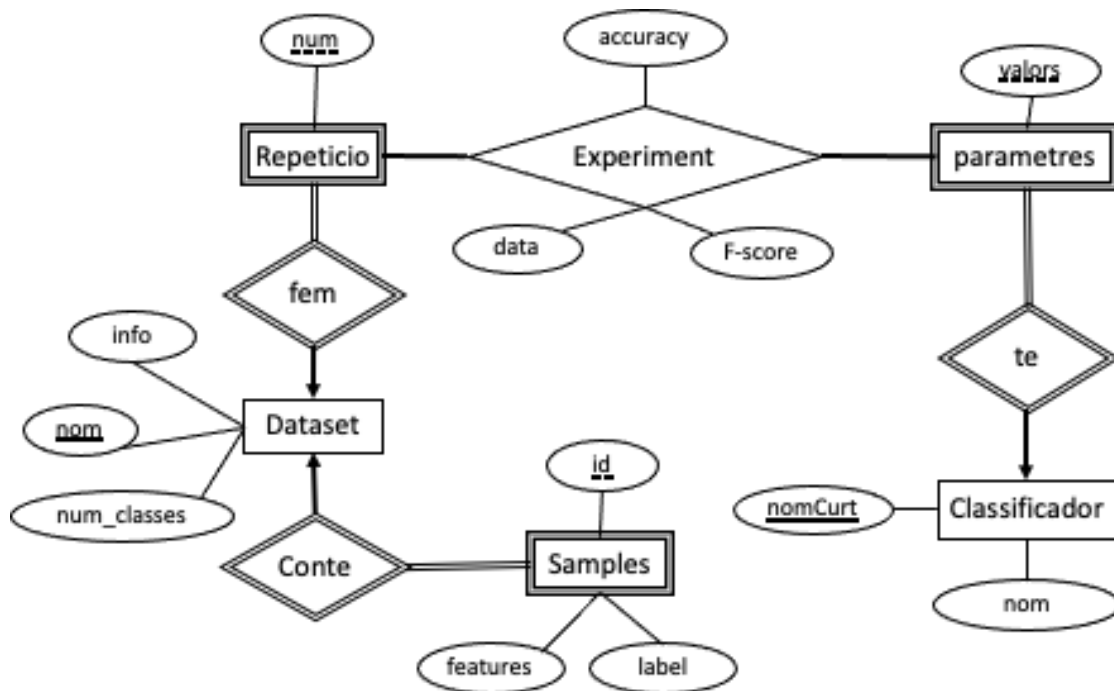 num
accuracy
valors
Repeticio
Experiment
parametres
data
F-score
fem
info
te
nom
Dataset
id
num_classes
nomCurt
Classificador
Conte
Samples
nom
features
label